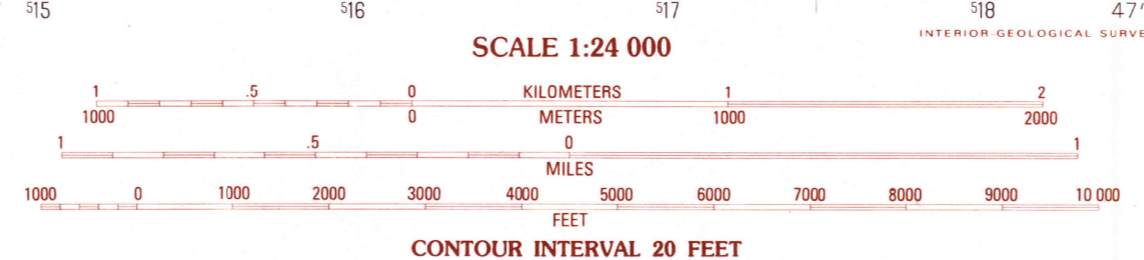 515 516 517 518 47'
INTERIOR-GEOLOGICAL SURVE
SCALE 1:24 000
1 .5 0 KILOMETERS 1 2
1000 0 METERS 1000 2000
1 .5 0 1
MILES
1000 0 1000 2000 3000 4000 5000 6000 7000 8000 9000 10 000
FEET
CONTOUR INTERVAL 20 FEET